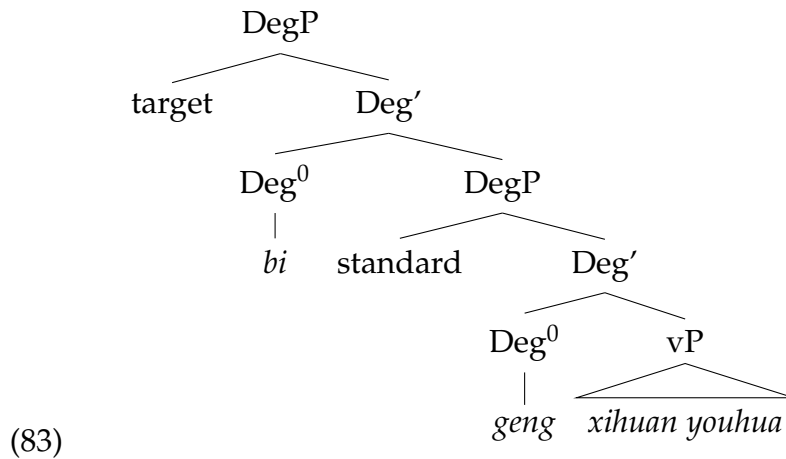 DegP
target Deg’
Deg0 DegP
bi standard Deg’
Deg0 vP
geng xihuan youhua
(83)